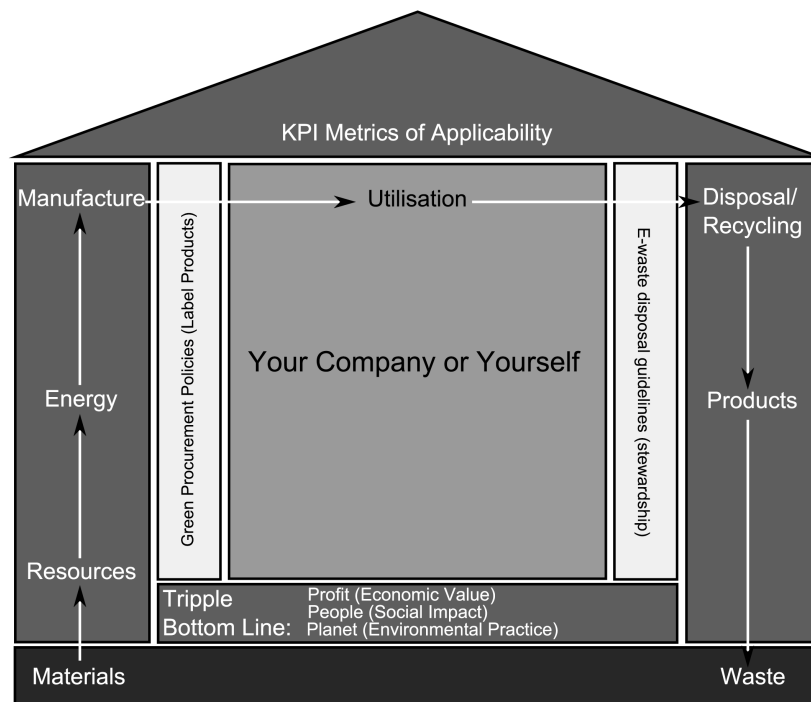 KPI Metrics of Applicability
Manufacture
Utilisation
Disposal/
Recycling
Green Procurement Policies (Label Products)
E-waste disposal guidelines (stewardship)
Your Company or Yourself
Energy
Products
Resources
Tripple
Bottom Line:
Profit (Economic Value)
People (Social Impact)
Planet (Environmental Practice)
Materials
Waste